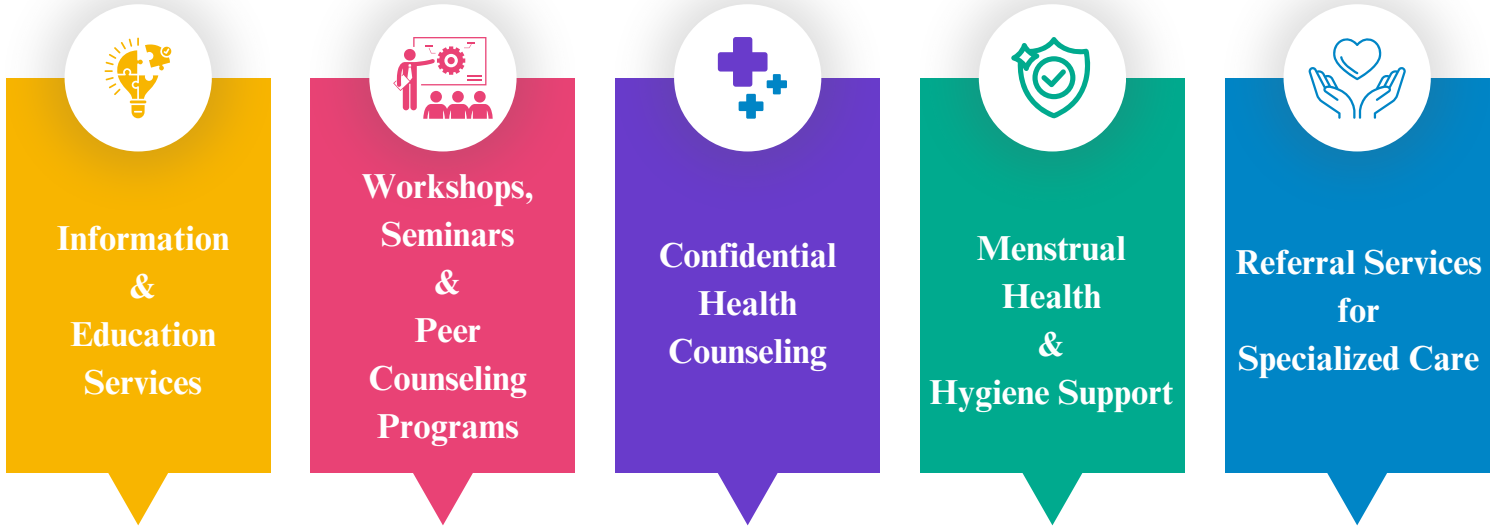 Information
&
Education
Services
Workshops,
Seminars
&
Peer
Counseling
Programs
Confidential
Health
Counseling
Menstrual
Health
&
Hygiene Support
Referral Services
for
Specialized Care